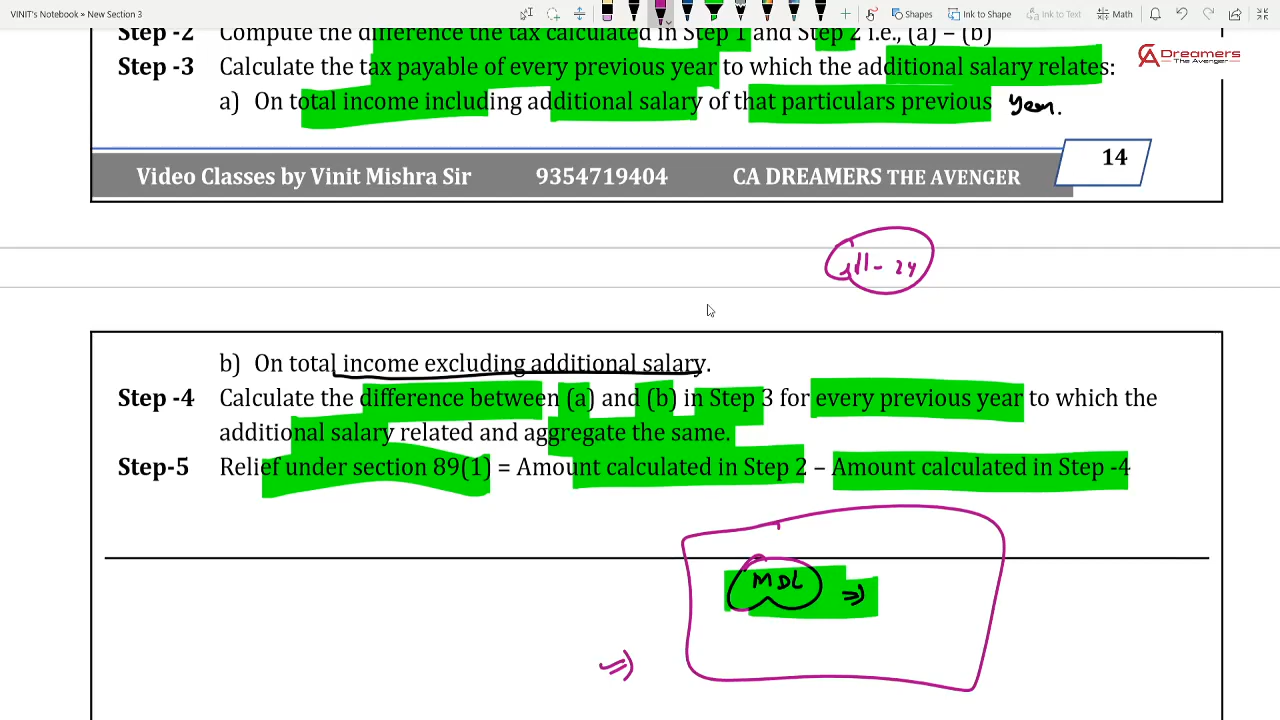 VINIT's Notebook » New Section 3
Shapes Ink to Shape Ink to Text Math
CA Dreamers
The Avenger
Step -2 Compute the difference the tax calculated in Step 1 and Step 2 i.e., (a) – (b)
Step -3 Calculate the tax payable of every previous year to which the additional salary relates:
a) On total income including additional salary of that particulars previous year.
14
Video Classes by Vinit Mishra Sir 9354719404 CA DREAMERS THE AVENGER
b) On total income excluding additional salary.
Step -4 Calculate the difference between (a) and (b) in Step 3 for every previous year to which the
additional salary related and aggregate the same.
Step-5 Relief under section 89(1) = Amount calculated in Step 2 – Amount calculated in Step -4
MDL ⇒
⇒